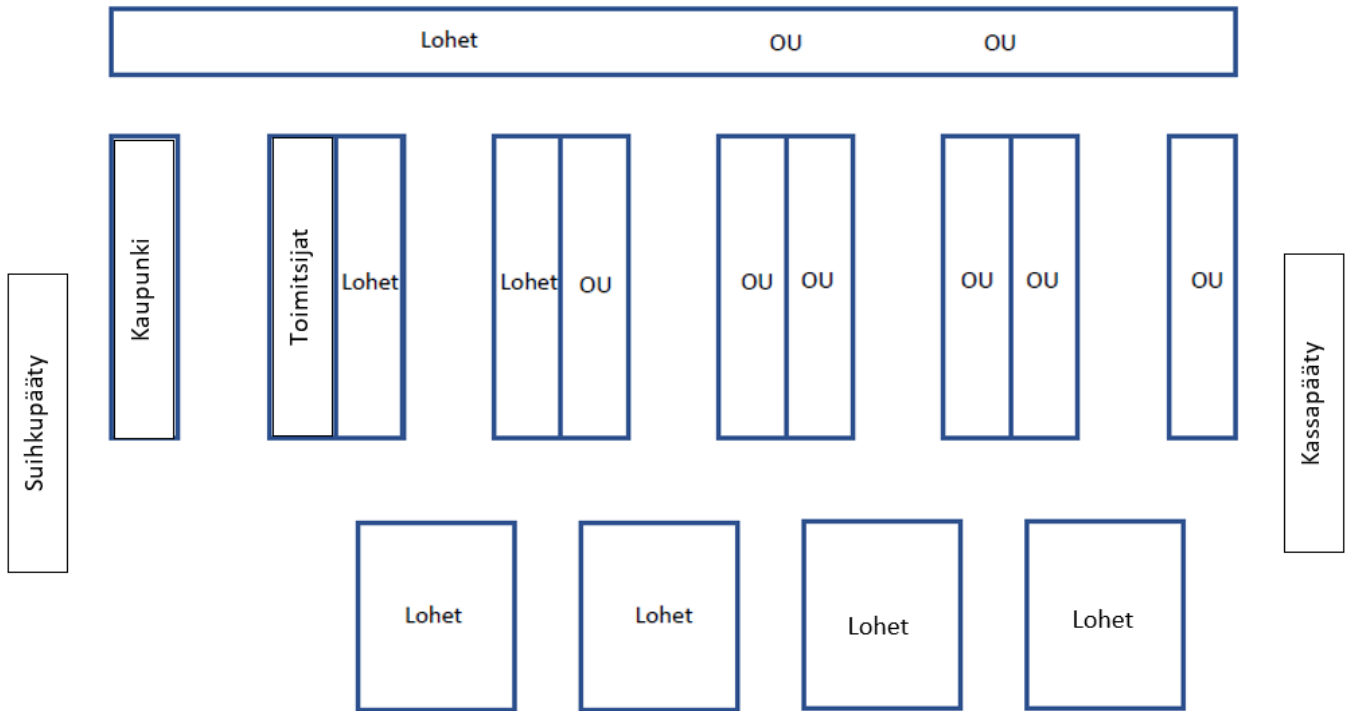 Lohet OU OU
Suihkupääty
Kaupunki
Toimitsijat
Lohet
Lohet
OU
OU
OU
OU
OU
OU
Kassapääty
Lohet
Lohet
Lohet
Lohet